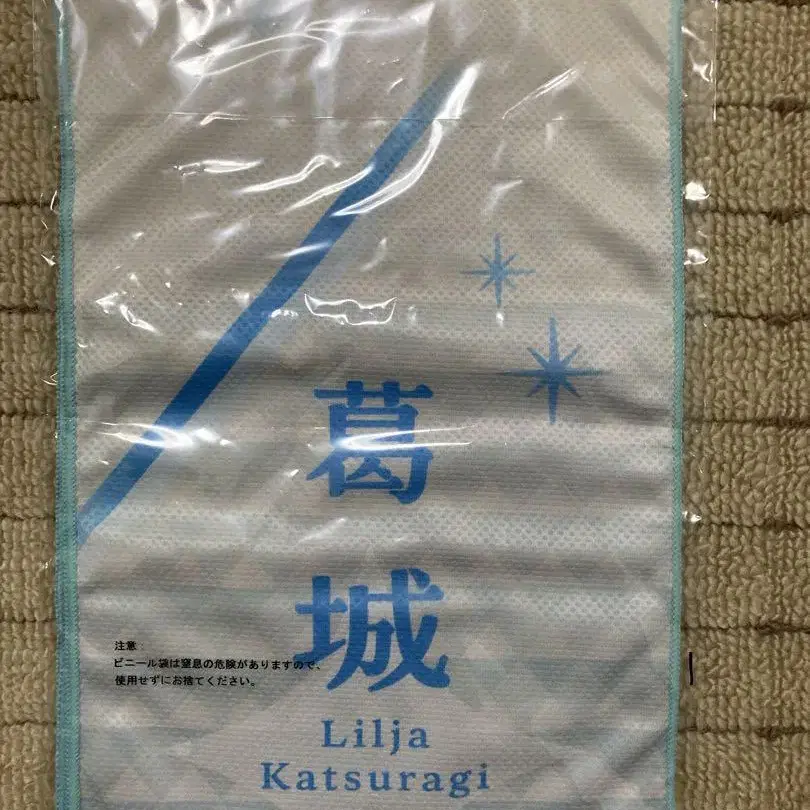 葛
城
注意
ビニール袋は窒息の危険がありますので、
使用せずにお捨てください。
Lilja
Katsuragi